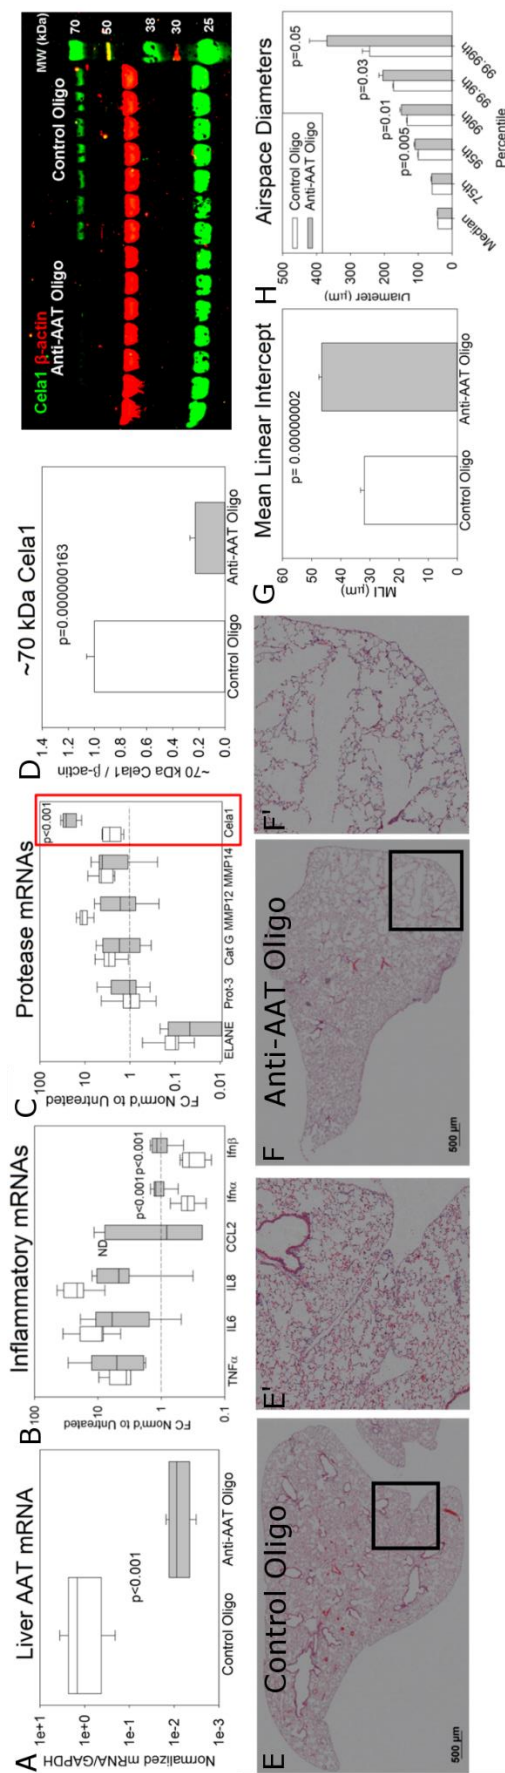 A
Liver AAT mRNA
Normalized mRNA/GAPDH
1e+1
1e+0
1e-1
1e-2
1e-3
p<0.001
Control Oligo
Anti-AAT Oligo
B
Inflammatory mRNAs
FC Norm'd to Untreated
100
10
1
0.1
ND
p<0.001
p<0.001
TNFα
IL6
IL8
CCL2
Ifnα
Ifnβ
C
Protease mRNAs
FC Norm'd to Untreated
100
10
1
0.1
0.01
p<0.001
ELANE
Prot-3
Cat G
MMP12
MMP14
Cela1
D
~70 kDa Cela1
~70 kDa Cela1 / β-actin
1.4
1.2
1.0
0.8
0.6
0.4
0.2
0.0
p=0.000000163
Control Oligo
Anti-AAT Oligo
Cela1 β-actin
Anti-AAT Oligo
Control Oligo
MW (kDa)
70
50
38
30
25
E
Control Oligo
500 µm
E'
F
Anti-AAT Oligo
500 µm
F'
G
Mean Linear Intercept
MLI (µm)
60
50
40
30
20
10
0
p= 0.00000002
Control Oligo
Anti-AAT Oligo
H
Airspace Diameters
Diameter (µm)
500
400
300
200
100
0
Control Oligo
Anti-AAT Oligo
p=0.005
p=0.01
p=0.03
p=0.05
Median
75th
95th
99th
99.9th
99.99th
Percentile